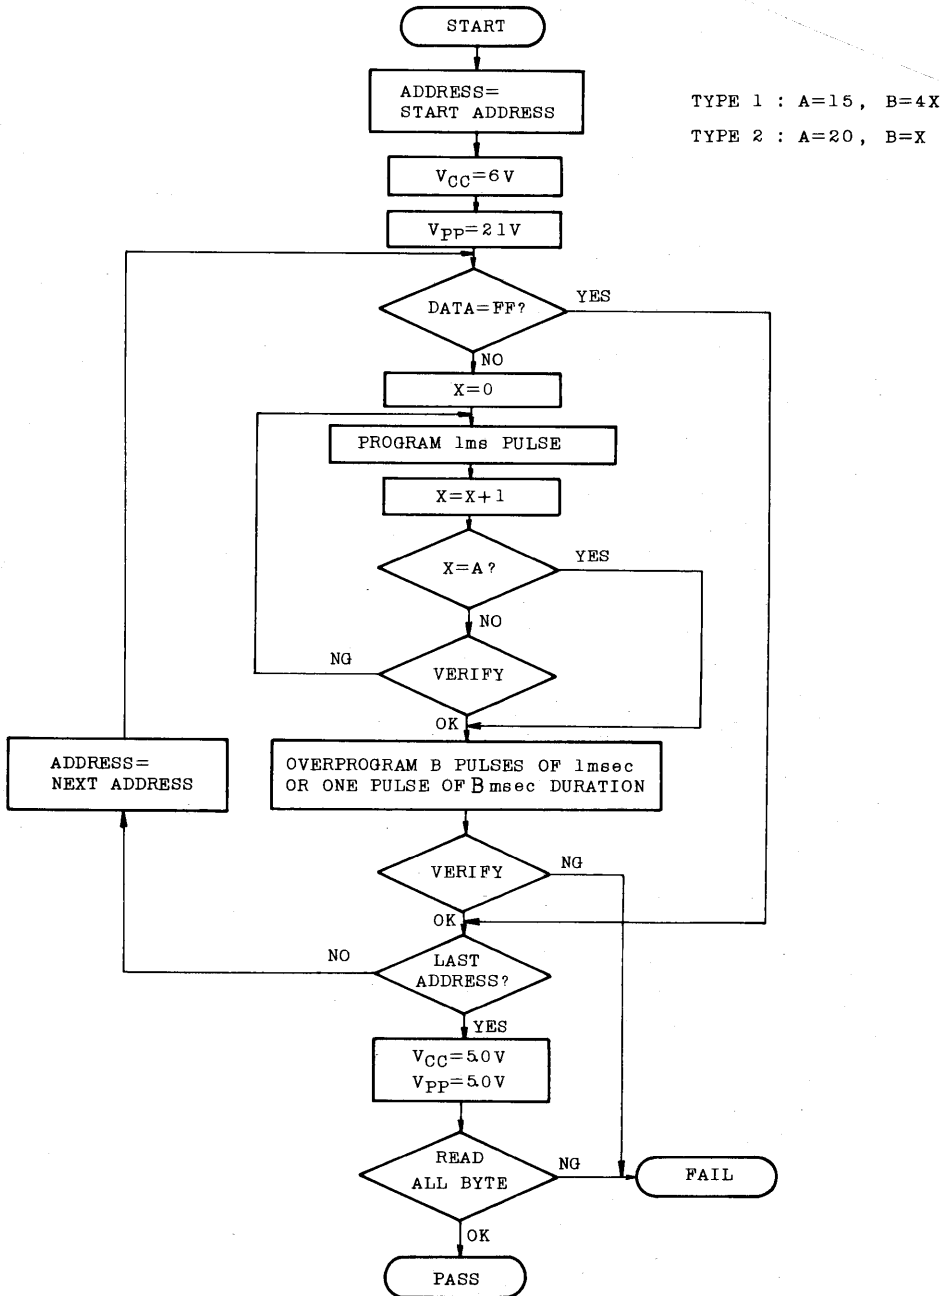 START
ADDRESS=
START ADDRESS
TYPE 1 : A=15, B=4X
TYPE 2 : A=20, B=X
VCC=6V
VPP=21V
DATA=FF?
YES
NO
X=0
PROGRAM 1ms PULSE
X=X+1
X=A?
YES
NO
NG
VERIFY
OK
ADDRESS=
NEXT ADDRESS
OVERPROGRAM B PULSES OF 1msec
OR ONE PULSE OF B msec DURATION
VERIFY
NG
OK
NO
LAST
ADDRESS?
YES
VCC=5.0V
VPP=5.0V
READ
ALL BYTE
NG
FAIL
OK
PASS